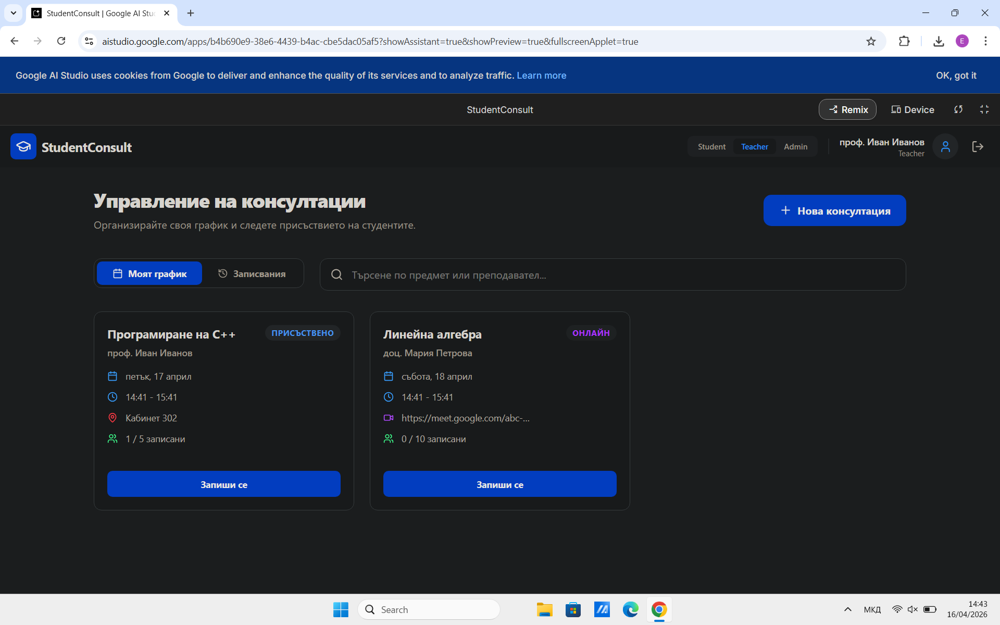 StudentConsult | Google AI Stu
aistudio.google.com/apps/b4b690e9-38e6-4439-b4ac-cbe5dac05af5?showAssistant=true&showPreview=true&fullscreenApplet=true
E
Google AI Studio uses cookies from Google to deliver and enhance the quality of its services and to analyze traffic. Learn more
OK, got it
StudentConsult
Remix
Device
StudentConsult
Student
Teacher
Admin
проф. Иван Иванов
Teacher
Управление на консултации
Организирайте своя график и следете присъствието на студентите.
Нова консултация
Моят график
Записвания
Търсене по предмет или преподавател...
Програмиране на C++
ПРИСЪСТВЕНО
проф. Иван Иванов
петък, 17 април
14:41 - 15:41
Кабинет 302
1 / 5 записани
Запиши се
Линейна алгебра
ОНЛАЙН
доц. Мария Петрова
събота, 18 април
14:41 - 15:41
https://meet.google.com/abc-...
0 / 10 записани
Запиши се
Search
МКД
14:43
16/04/2026